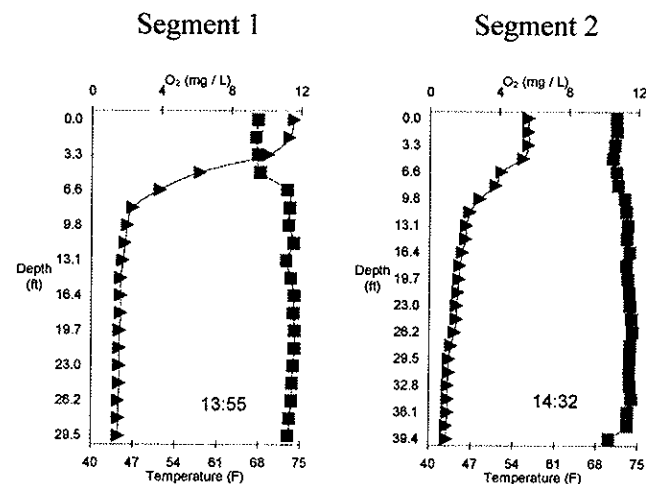 Segment 1
Segment 2
O₂ (mg / L)
0 4 8 12
O₂ (mg / L)
0 4 8 12
0.0
3.3
6.6
9.8
13.1
16.4
19.7
23.0
26.2
29.5
Depth
(ft)
13:55
40 47 54 61 68 75
Temperature (F)
0.0
3.3
6.6
9.8
13.1
16.4
19.7
23.0
26.2
29.5
32.8
36.1
39.4
Depth
(ft)
14:32
40 47 54 61 68 75
Temperature (F)